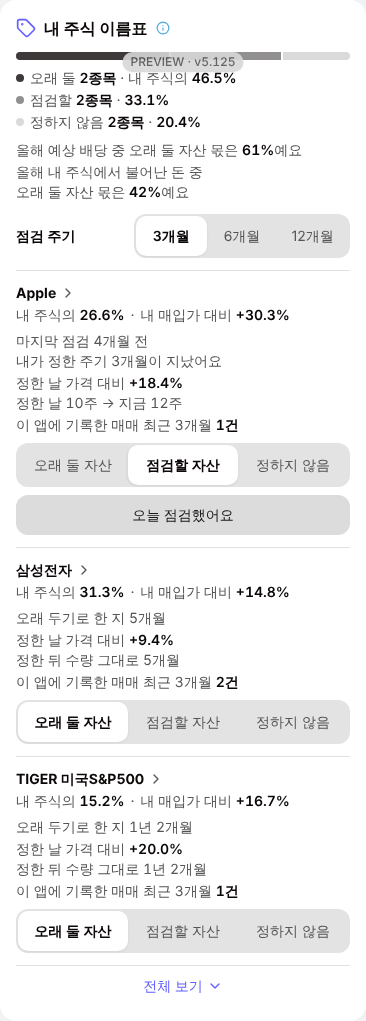 내 주식 이름표
PREVIEW · v5.125
오래 둘 2종목 · 내 주식의 46.5%
점검할 2종목 · 33.1%
정하지 않음 2종목 · 20.4%
올해 예상 배당 중 오래 둘 자산 몫은 61%예요
올해 내 주식에서 불어난 돈 중
오래 둘 자산 몫은 42%예요
점검 주기 3개월 6개월 12개월
Apple
내 주식의 26.6% · 내 매입가 대비 +30.3%
마지막 점검 4개월 전
내가 정한 주기 3개월이 지났어요
정한 날 가격 대비 +18.4%
정한 날 10주 → 지금 12주
이 앱에 기록한 매매 최근 3개월 1건
오래 둘 자산 점검할 자산 정하지 않음
오늘 점검했어요
삼성전자
내 주식의 31.3% · 내 매입가 대비 +14.8%
오래 두기로 한 지 5개월
정한 날 가격 대비 +9.4%
정한 뒤 수량 그대로 5개월
이 앱에 기록한 매매 최근 3개월 2건
오래 둘 자산 점검할 자산 정하지 않음
TIGER 미국S&P500
내 주식의 15.2% · 내 매입가 대비 +16.7%
오래 두기로 한 지 1년 2개월
정한 날 가격 대비 +20.0%
정한 뒤 수량 그대로 1년 2개월
이 앱에 기록한 매매 최근 3개월 1건
오래 둘 자산 점검할 자산 정하지 않음
전체 보기